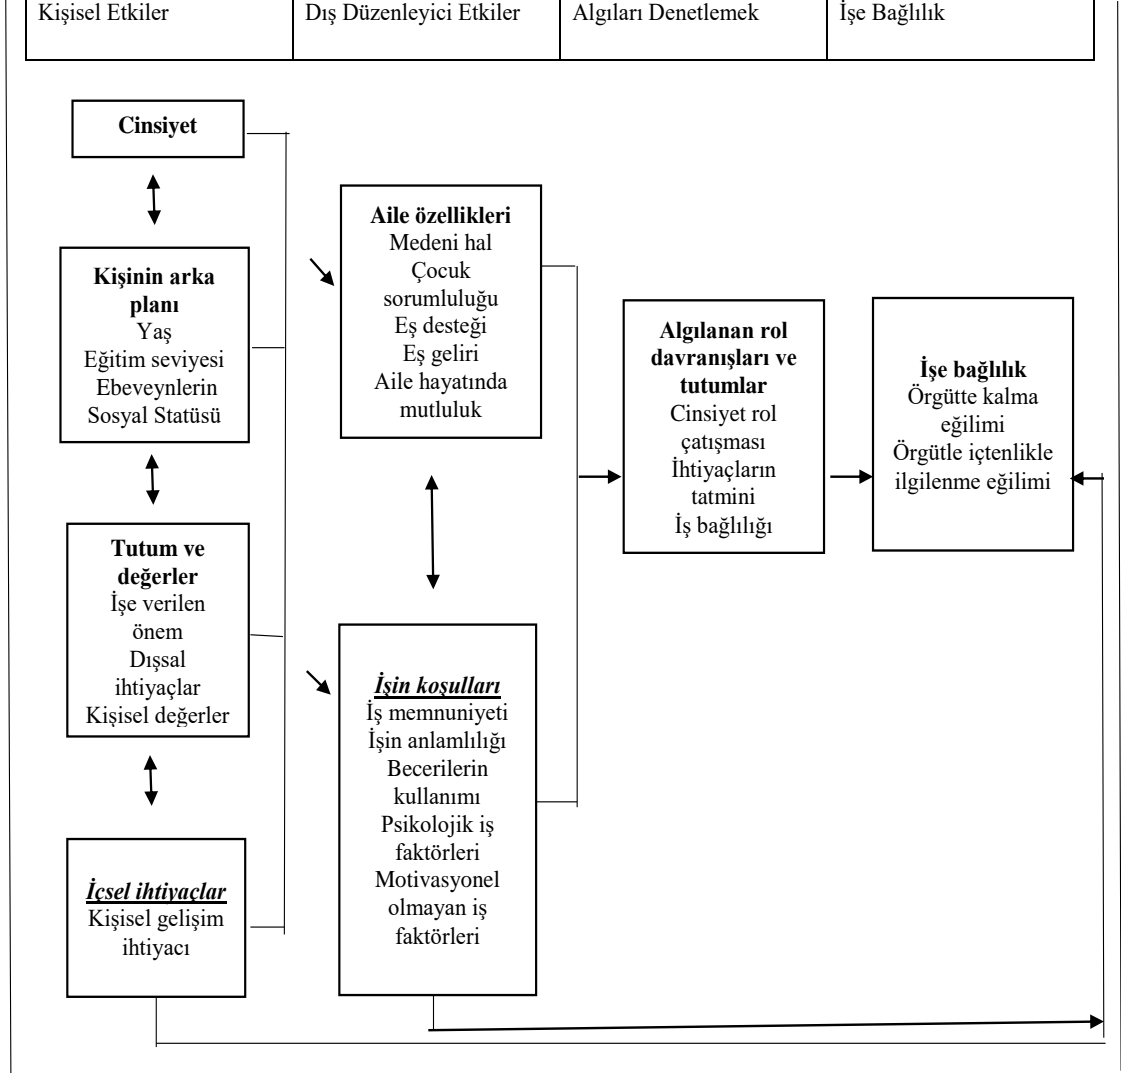 Kişisel Etkiler
Dış Düzenleyici Etkiler
Algıları Denetlemek
İşe Bağlılık
Cinsiyet
Kişinin arka
planı
Yaş
Eğitim seviyesi
Ebeveynlerin
Sosyal Statüsü
Tutum ve
değerler
İşe verilen
önem
Dışsal
ihtiyaçlar
Kişisel değerler
İçsel ihtiyaçlar
Kişisel gelişim
ihtiyacı
Aile özellikleri
Medeni hal
Çocuk
sorumluluğu
Eş desteği
Eş geliri
Aile hayatında
mutluluk
İşin koşulları
İş memnuniyeti
İşin anlamlılığı
Becerilerin
kullanımı
Psikolojik iş
faktörleri
Motivasyonel
olmayan iş
faktörleri
Algılanan rol
davranışları ve
tutumlar
Cinsiyet rol
çatışması
İhtiyaçların
tatmini
İş bağlılığı
İşe bağlılık
Örgütte kalma
eğilimi
Örgütle içtenlikle
ilgilenme eğilimi